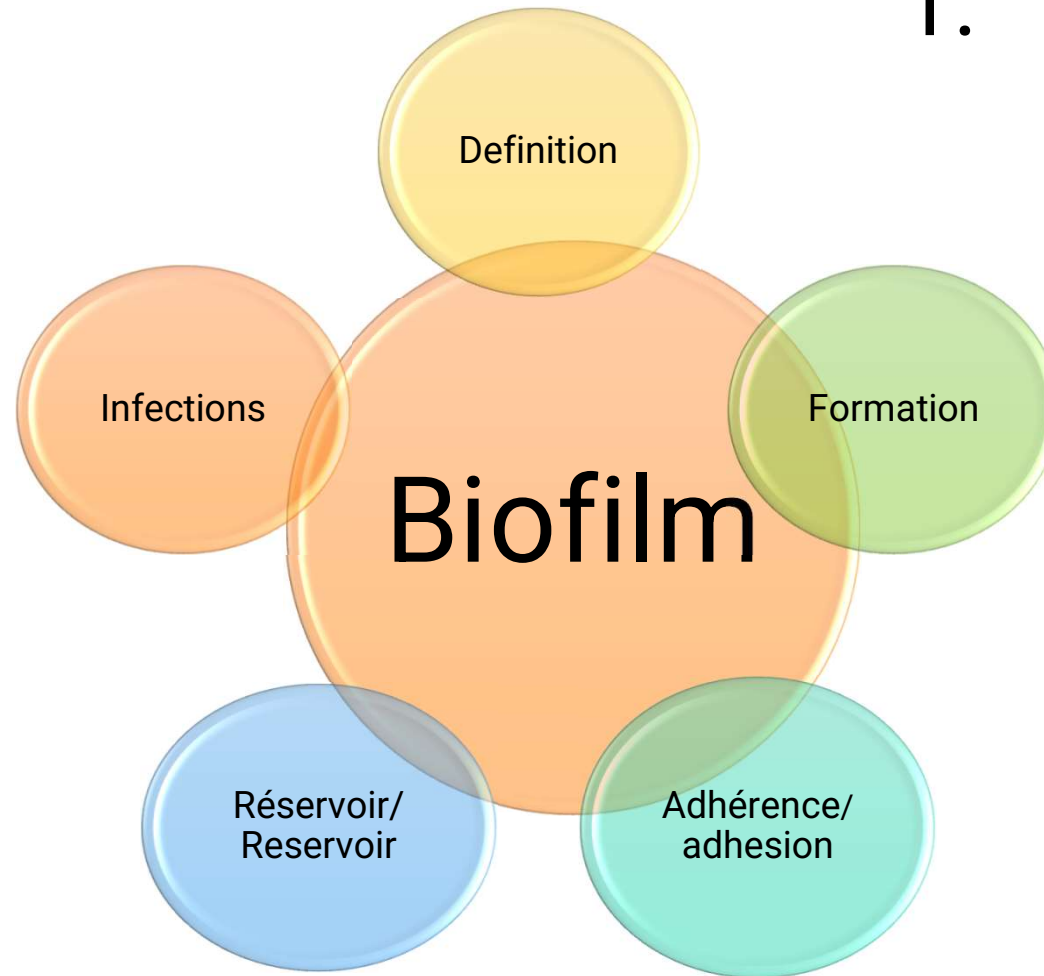 Definition
Infections
Formation
Biofilm
Réservoir/
Reservoir
Adhérence/
adhesion